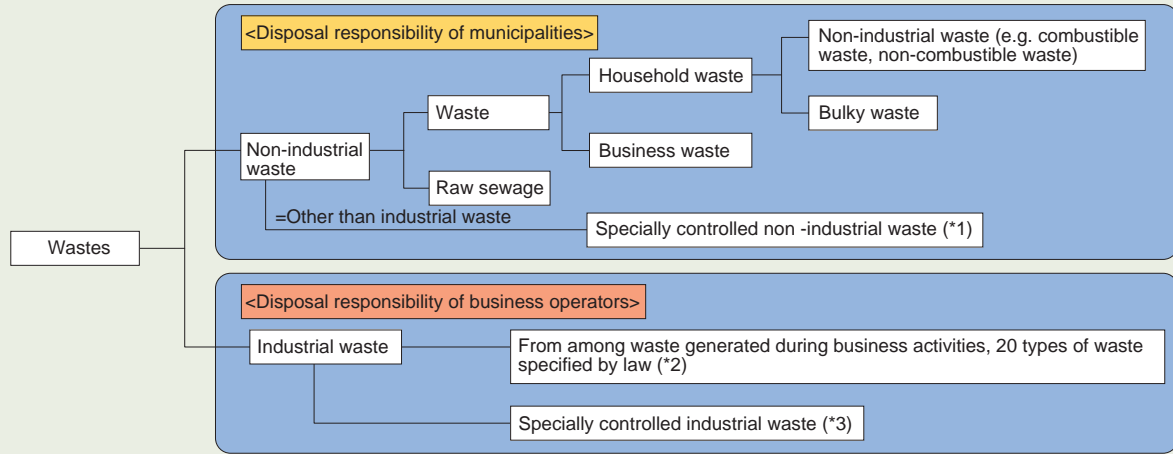 <Disposal responsibility of municipalities>
Non-industrial waste (e.g. combustible
waste, non-combustible waste)
Household waste
Waste
Bulky waste
Non-industrial
waste
Business waste
Raw sewage
=Other than industrial waste
Specially controlled non -industrial waste (*1)
Wastes
<Disposal responsibility of business operators>
Industrial waste
From among waste generated during business activities, 20 types of waste
specified by law (*2)
Specially controlled industrial waste (*3)